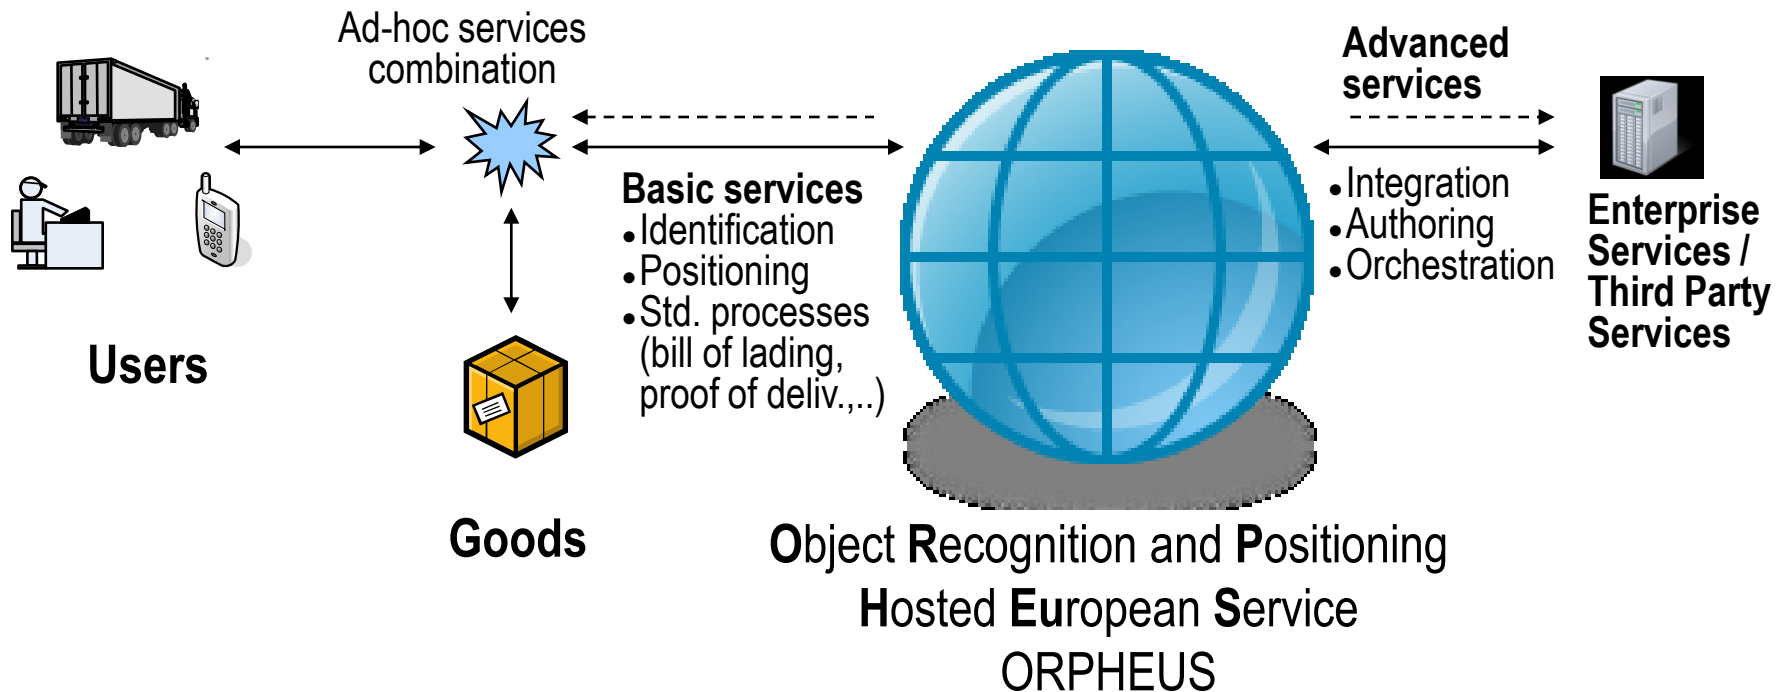 Ad-hoc services
combination
Users
Goods
Basic services
•Identification
•Positioning
•Std. processes
(bill of lading,
proof of deliv.,..)
Advanced
services
•Integration
•Authoring
•Orchestration
Enterprise
Services /
Third Party
Services
Object Recognition and Positioning
Hosted European Service
ORPHEUS